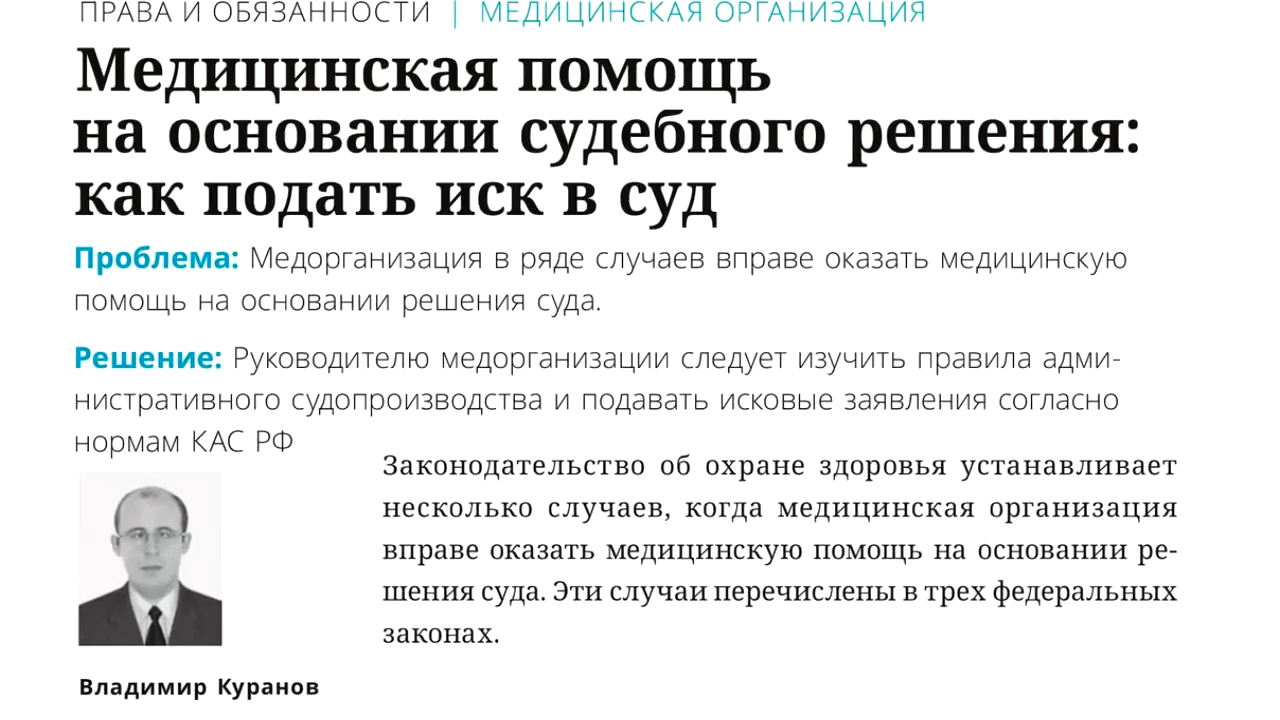 ПРАВА И ОБЯЗАННОСТИ | МЕДИЦИНСКАЯ ОРГАНИЗАЦИЯ
Медицинская помощь
на основании судебного решения:
как подать иск в суд
Проблема: Медорганизация в ряде случаев вправе оказать медицинскую
помощь на основании решения суда.
Решение: Руководителю медорганизации следует изучить правила адми-
нистративного судопроизводства и подавать исковые заявления согласно
нормам КАС РФ
Законодательство об охране здоровья устанавливает
несколько случаев, когда медицинская организация
вправе оказать медицинскую помощь на основании ре-
шения суда. Эти случаи перечислены в трех федеральных
законах.
Владимир Куранов